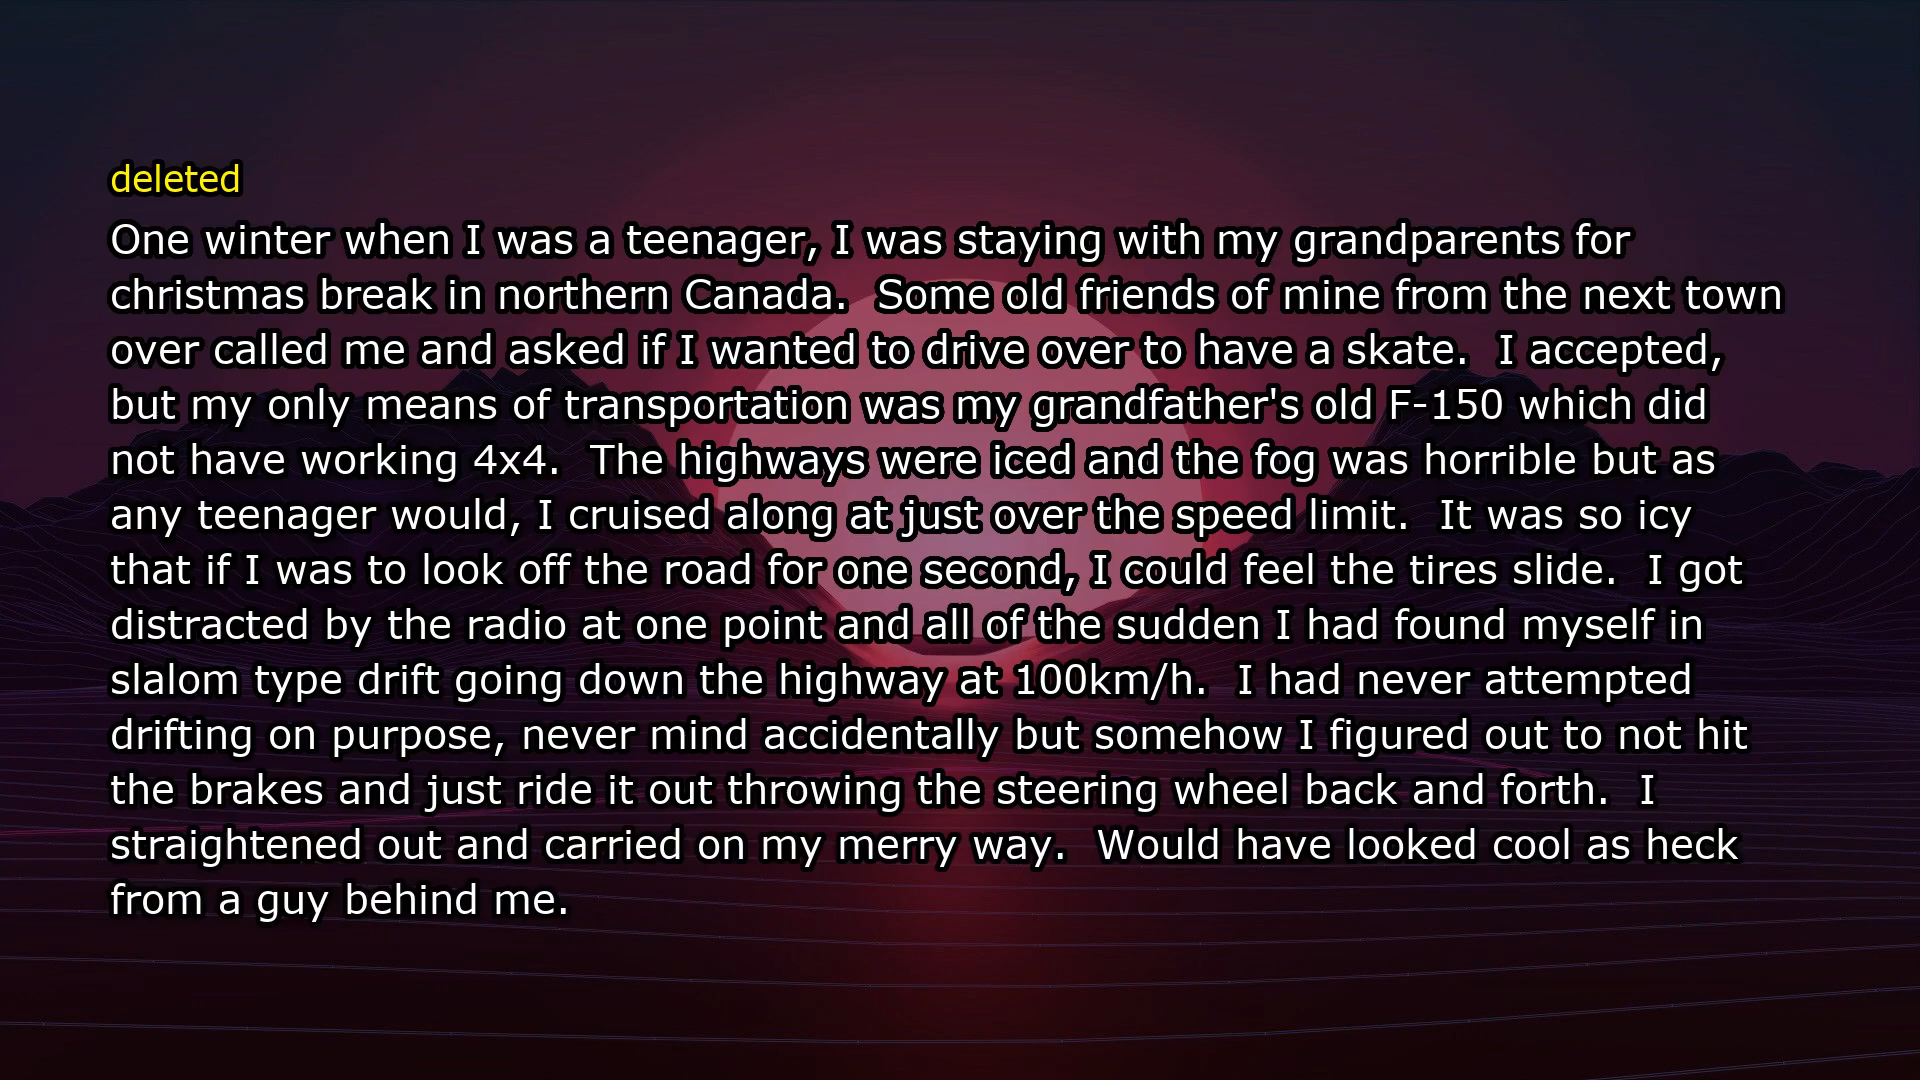 deleted
One winter when I was a teenager, I was staying with my grandparents for
christmas break in northern Canada.  Some old friends of mine from the next town
over called me and asked if I wanted to drive over to have a skate.  I accepted,
but my only means of transportation was my grandfather's old F-150 which did
not have working 4x4.  The highways were iced and the fog was horrible but as
any teenager would, I cruised along at just over the speed limit.  It was so icy
that if I was to look off the road for one second, I could feel the tires slide.  I got
distracted by the radio at one point and all of the sudden I had found myself in
slalom type drift going down the highway at 100km/h.  I had never attempted
drifting on purpose, never mind accidentally but somehow I figured out to not hit
the brakes and just ride it out throwing the steering wheel back and forth.  I
straightened out and carried on my merry way.  Would have looked cool as heck
from a guy behind me.